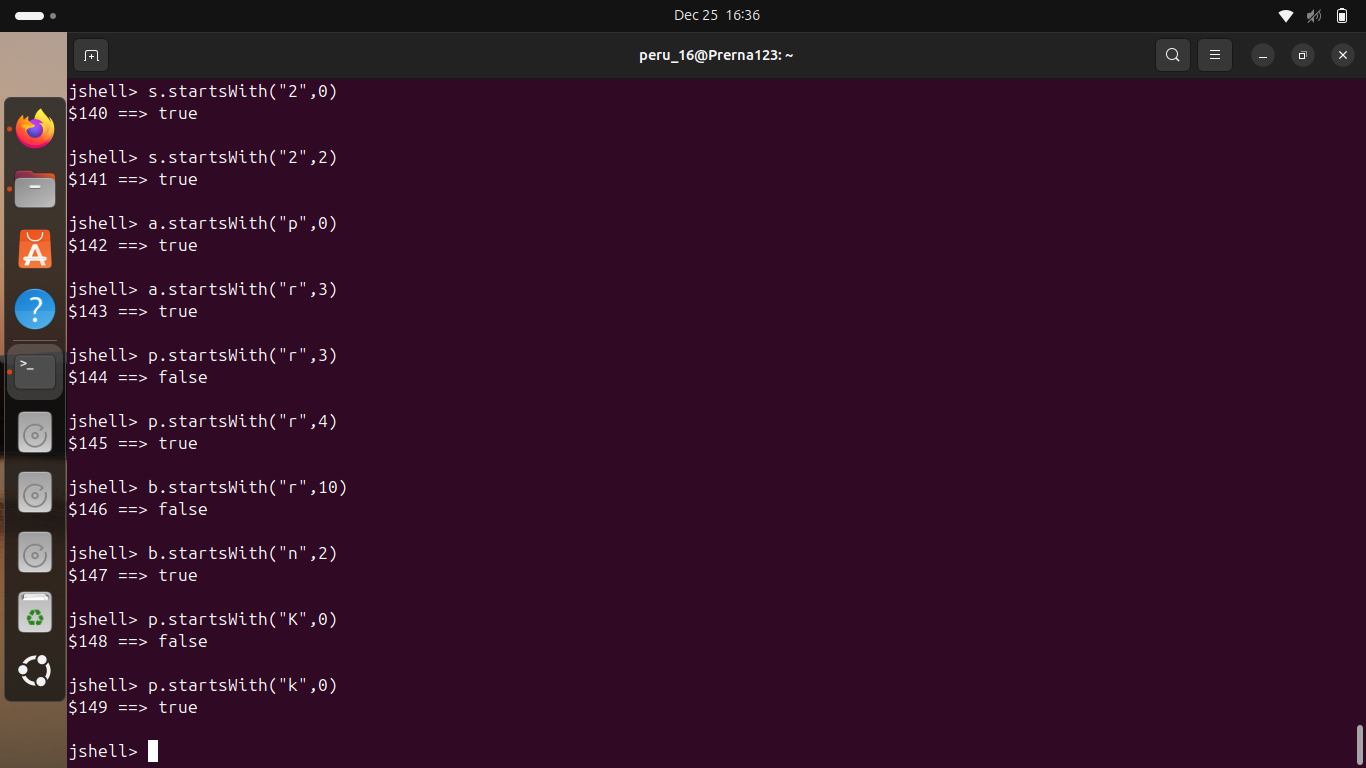 Dec 25 16:36
peru_16@Prerna123: ~
jshell> s.startsWith("2",0)
$140 ==> true
jshell> s.startsWith("2",2)
$141 ==> true
jshell> a.startsWith("p",0)
$142 ==> true
jshell> a.startsWith("r",3)
$143 ==> true
jshell> p.startsWith("r",3)
$144 ==> false
jshell> p.startsWith("r",4)
$145 ==> true
jshell> b.startsWith("r",10)
$146 ==> false
jshell> b.startsWith("n",2)
$147 ==> true
jshell> p.startsWith("K",0)
$148 ==> false
jshell> p.startsWith("k",0)
$149 ==> true
jshell>